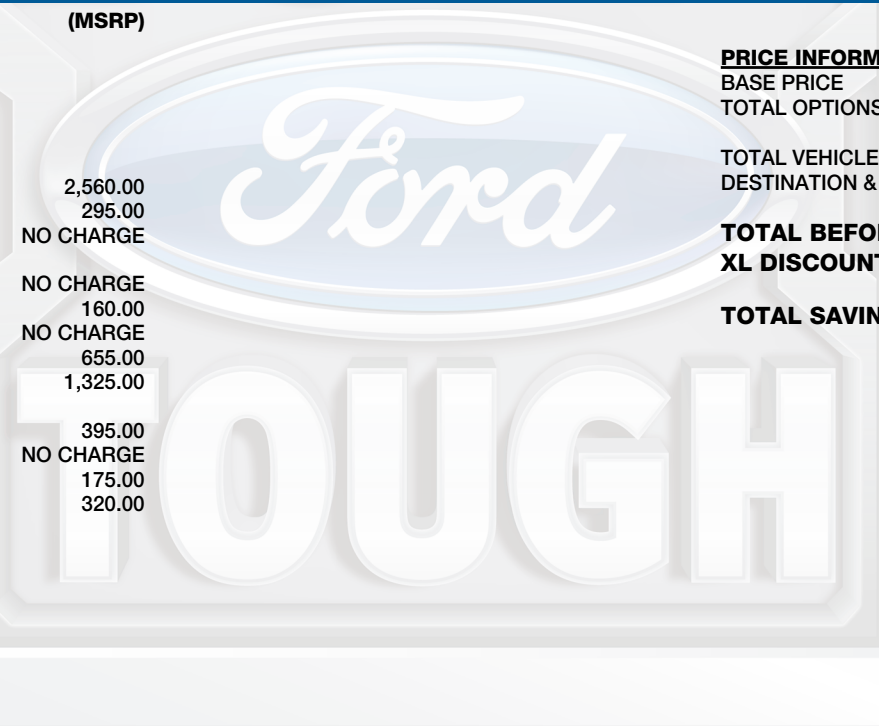 (MSRP)
2,560.00
295.00
NO CHARGE
NO CHARGE
160.00
NO CHARGE
655.00
1,325.00
395.00
NO CHARGE
175.00
320.00
PRICE INFORM
BASE PRICE
TOTAL OPTIONS
TOTAL VEHICLE
DESTINATION &
TOTAL BEFO
XL DISCOUNT
TOTAL SAVIN
Ford
TOUGH